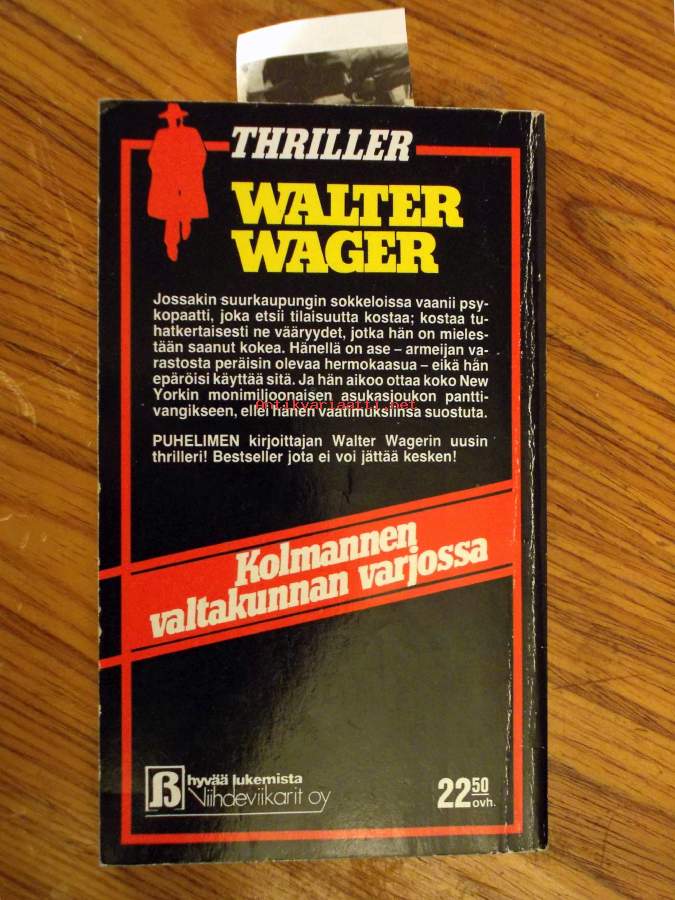 THRILLER
WALTER
WAGER
Jossakin suurkaupungin sokkeloissa vaanii psy-
kopaatti, joka etsii tilaisuutta kostaa; kostaa tu-
hatkertaisesti ne vääryydet, jotka hän on mieles-
tään saanut kokea. Hänellä on ase – armeijan va-
rastosta peräisin olevaa hermokaasua – eikä hän
epäröisi käyttää sitä. Ja hän aikoo ottaa koko New
Yorkin monimiljoonaisen asukasjoukon pantti-
vangikseen, ellei hänen vaatimuksiinsa suostuta.
antikvariaatti.net
PUHELIMEN kirjoittajan Walter Wagerin uusin
thrilleri! Bestseller jota ei voi jättää kesken!
Kolmannen
valtakunnan varjossa
hyvää lukemista
Viihdeviikarit oy
22 50
ovh.